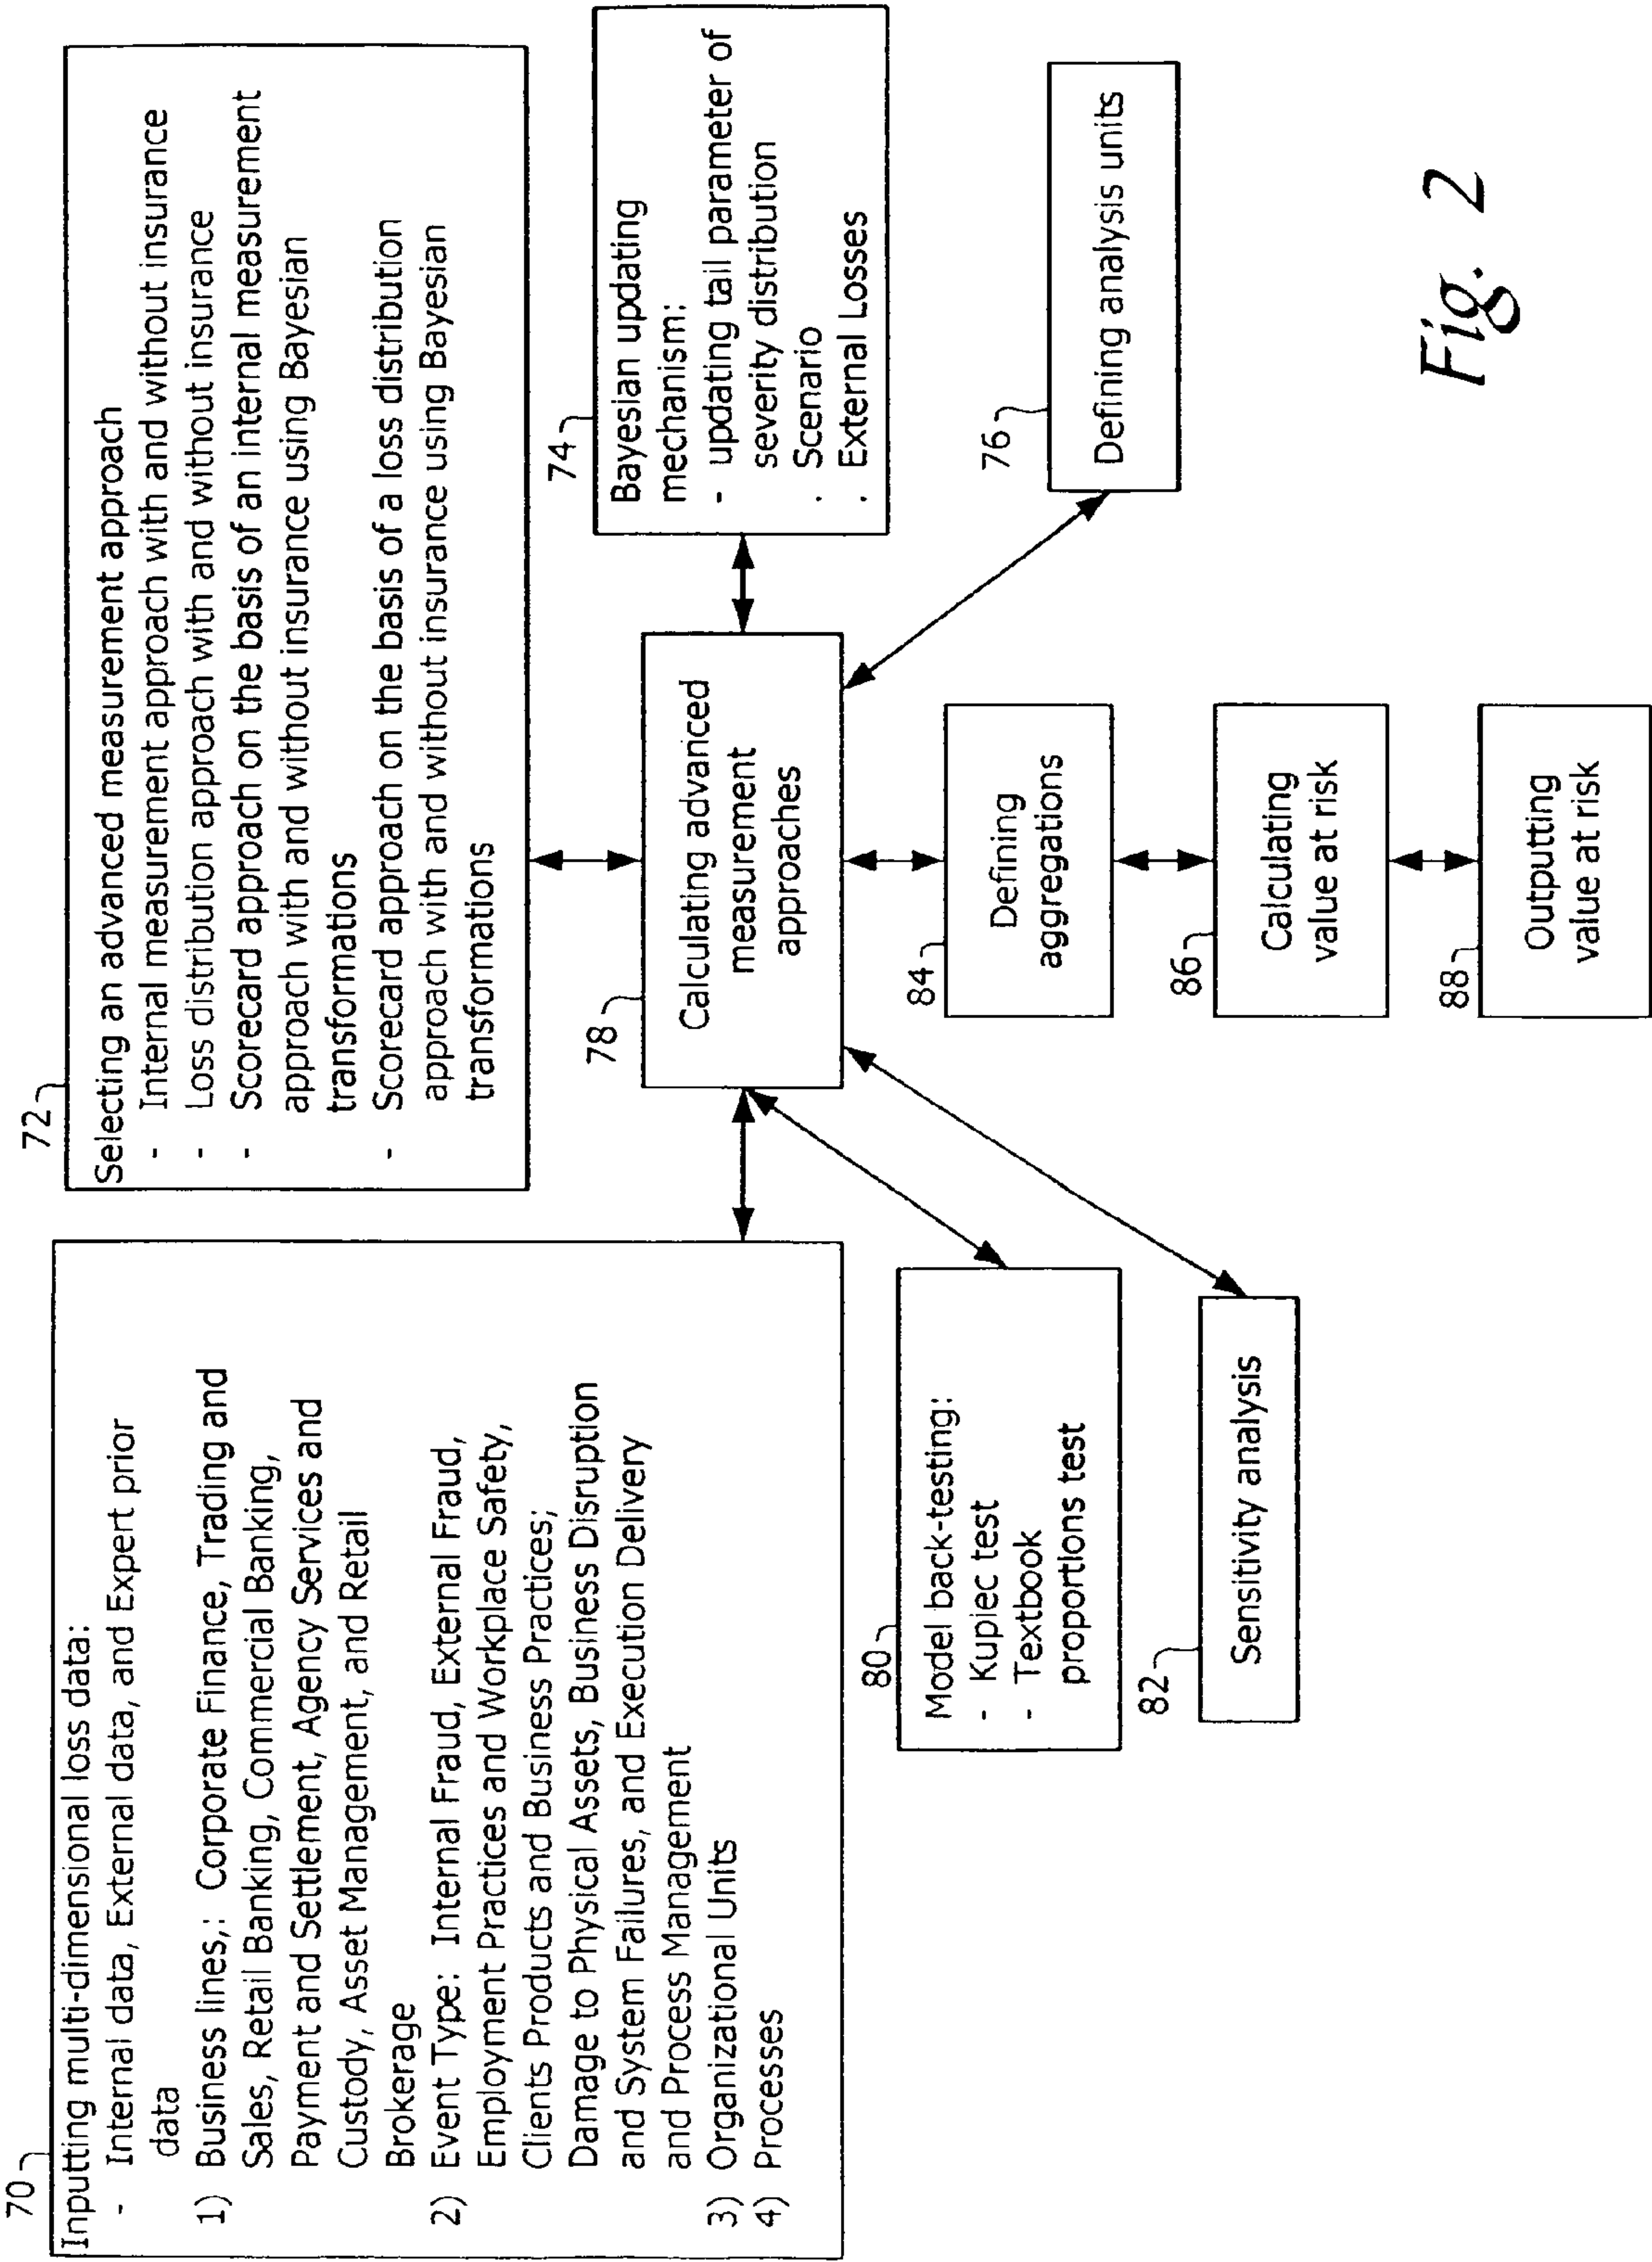 70
Inputting multi-dimensional loss data:
- Internal data, External data, and Expert prior
data
1) Business lines,: Corporate Finance, Trading and
Sales, Retail Banking, Commercial Banking,
Payment and Settlement, Agency Services and
Custody, Asset Management, and Retail
Brokerage
2) Event Type: Internal Fraud, External Fraud,
Employment Practices and Workplace Safety,
Clients Products and Business Practices;
Damage to Physical Assets, Business Disruption
and System Failures, and Execution Delivery
and Process Management
3) Organizational Units
4) Processes
72
Selecting an advanced measurement approach
- Internal measurement approach with and without insurance
- Loss distribution approach with and without insurance
- Scorecard approach on the basis of an internal measurement
approach with and without insurance using Bayesian
transformations
- Scorecard approach on the basis of a loss distribution
approach with and without insurance using Bayesian
transformations
74
Bayesian updating
mechanism:
- updating tail parameter of
severity distribution
. Scenario
. External Losses
78
Calculating advanced
measurement
approaches
76
Defining analysis units
80
Model back-testing:
- Kupiec test
- Textbook
proportions test
82
Sensitivity analysis
84
Defining
aggregations
86
Calculating
value at risk
88
Outputting
value at risk
Fig. 2